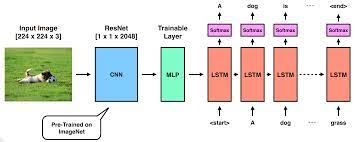 Input Image
[224 x 224 x 3]
ResNet
[1 x 1 x 2048]
Trainable
Layer
A dog is ... <end>
Softmax Softmax Softmax Softmax
CNN
MLP
LSTM LSTM LSTM LSTM
<start> A dog ... grass
Pre-Trained on
ImageNet